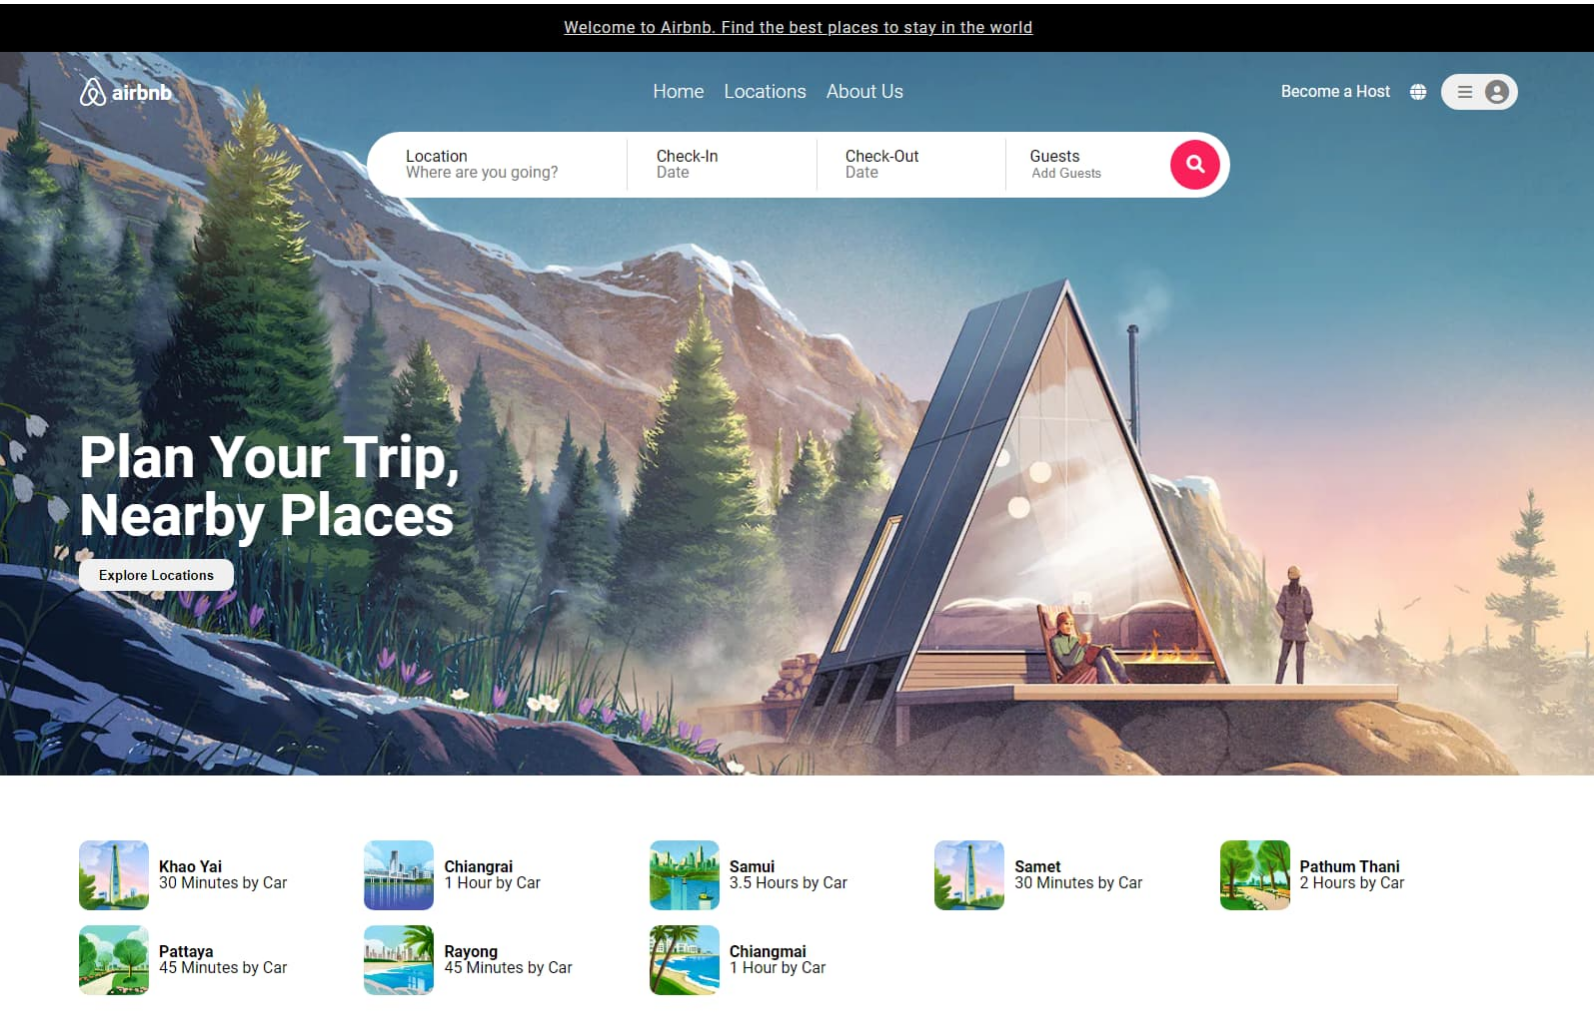 Welcome to Airbnb. Find the best places to stay in the world
airbnb
Home Locations About Us
Become a Host
Location
Where are you going?
Check-In
Date
Check-Out
Date
Guests
Add Guests
Plan Your Trip,
Nearby Places
Explore Locations
Khao Yai
30 Minutes by Car
Chiangrai
1 Hour by Car
Samui
3.5 Hours by Car
Samet
30 Minutes by Car
Pathum Thani
2 Hours by Car
Pattaya
45 Minutes by Car
Rayong
45 Minutes by Car
Chiangmai
1 Hour by Car